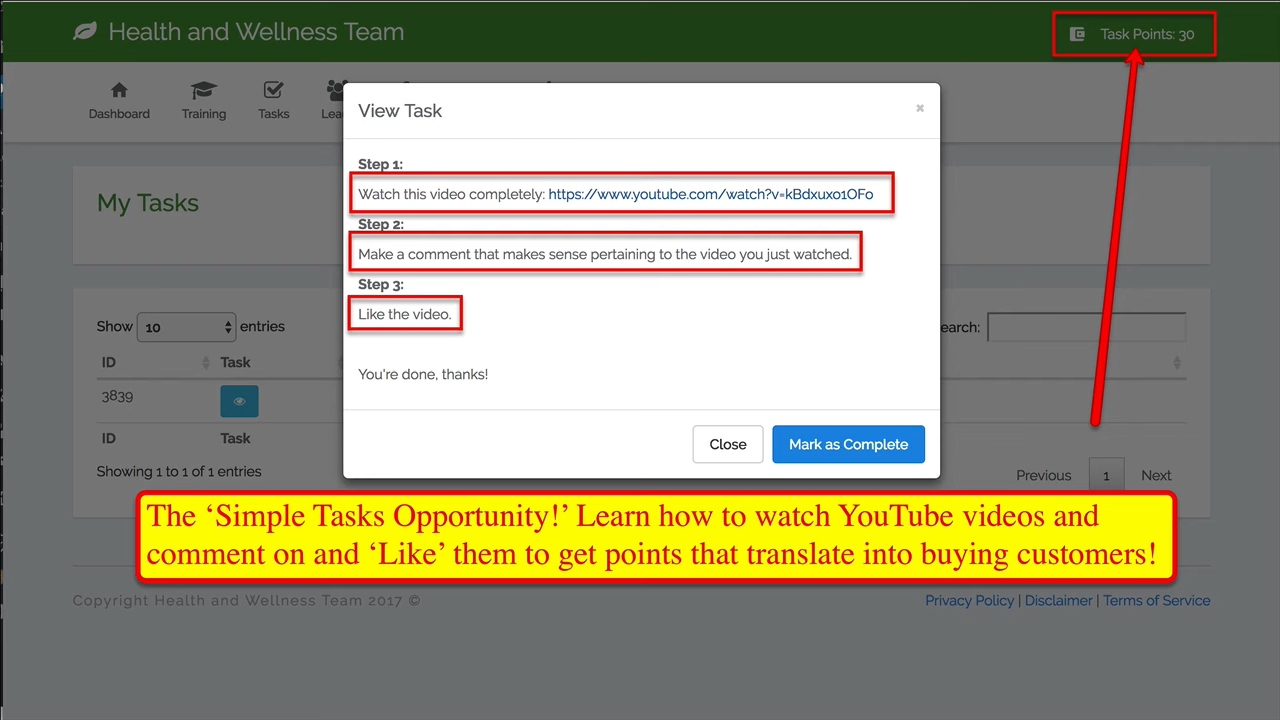 Health and Wellness Team
Task Points: 30
Dashboard
Training
Tasks
View Task
×
Step 1:
Watch this video completely: https://www.youtube.com/watch?v=kBdxuxo1OFo
Step 2:
Make a comment that makes sense pertaining to the video you just watched.
Step 3:
Like the video.
You're done, thanks!
Close
Mark as Complete
My Tasks
Show 10 entries
ID Task
3839
ID Task
Showing 1 to 1 of 1 entries
Previous 1 Next
The ‘Simple Tasks Opportunity!’ Learn how to watch YouTube videos and
comment on and ‘Like’ them to get points that translate into buying customers!
Copyright Health and Wellness Team 2017 ©
Privacy Policy | Disclaimer | Terms of Service